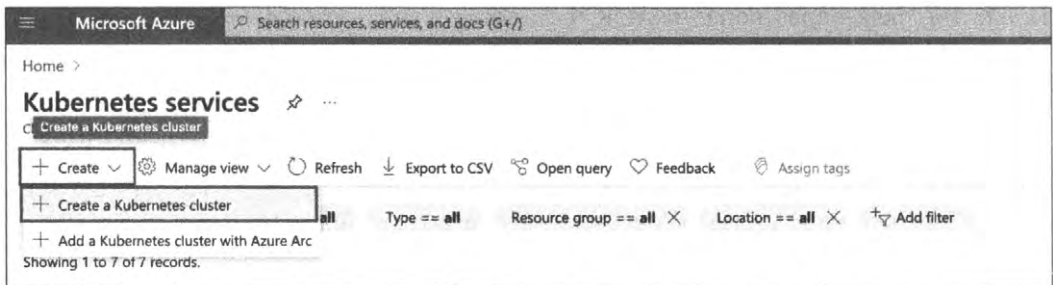 Microsoft Azure Search resources, services, and docs (G+/)
Home >
Kubernetes services ...
Create a Kubernetes cluster
+ Create Manage view Refresh Export to CSV Open query Feedback Assign tags
+ Create a Kubernetes cluster
all Type == all Resource group == all X Location == all X Add filter
+ Add a Kubernetes cluster with Azure Arc
Showing 1 to 7 of 7 records.